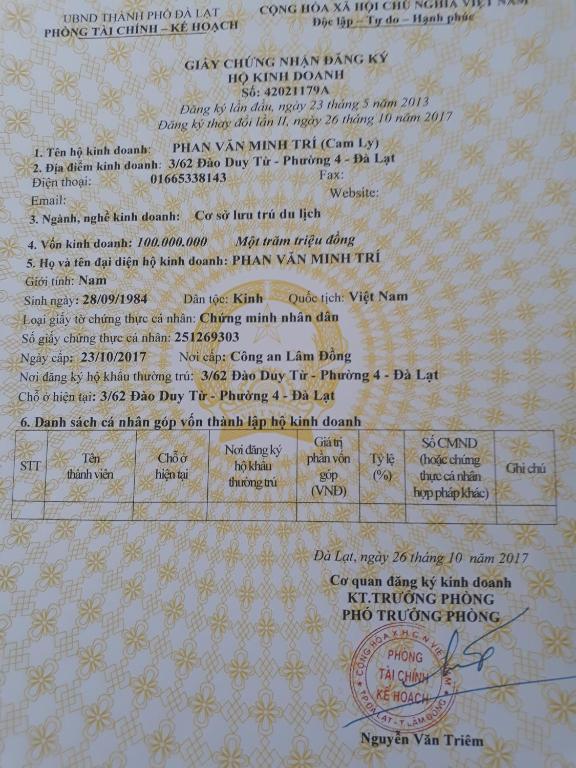 UBND THÀNH PHỐ ĐÀ LẠT
PHÒNG TÀI CHÍNH – KẾ HOẠCH
CỘNG HÒA XÃ HỘI CHỦ NGHĨA VIỆT NAM
Độc lập – Tự do – Hạnh phúc
GIẤY CHỨNG NHẬN ĐĂNG KÝ
HỘ KINH DOANH
Số: 42021179A
Đăng ký lần đầu, ngày 23 tháng 5 năm 2013
Đăng ký thay đổi lần II, ngày 26 tháng 10 năm 2017
1. Tên hộ kinh doanh: PHAN VĂN MINH TRÍ (Cam Ly)
2. Địa điểm kinh doanh: 3/62 Đào Duy Từ - Phường 4 - Đà Lạt
Điện thoại: 01665338143 Fax:
Email: Website:
3. Ngành, nghề kinh doanh: Cơ sở lưu trú du lịch
4. Vốn kinh doanh: 100.000.000 Một trăm triệu đồng
5. Họ và tên đại diện hộ kinh doanh: PHAN VĂN MINH TRÍ
Giới tính: Nam
Sinh ngày: 28/09/1984 Dân tộc: Kinh Quốc tịch: Việt Nam
Loại giấy tờ chứng thực cá nhân: Chứng minh nhân dân
Số giấy chứng thực cá nhân: 251269303
Ngày cấp: 23/10/2017 Nơi cấp: Công an Lâm Đồng
Nơi đăng ký hộ khẩu thường trú: 3/62 Đào Duy Từ - Phường 4 - Đà Lạt
Chỗ ở hiện tại: 3/62 Đào Duy Từ - Phường 4 - Đà Lạt
6. Danh sách cá nhân góp vốn thành lập hộ kinh doanh
STT
Tên
thành viên
Chỗ ở
hiện tại
Nơi đăng ký
hộ khẩu
thường trú
Giá trị
phần vốn
góp
(VNĐ)
Tỷ lệ
(%)
Số CMND
(hoặc chứng
thực cá nhân
hợp pháp khác)
Ghi chú
Đà Lạt, ngày 26 tháng 10 năm 2017
Cơ quan đăng ký kinh doanh
KT.TRƯỞNG PHÒNG
PHÓ TRƯỞNG PHÒNG
CỘNG HÒA X.H.C.N VIỆT NAM
PHÒNG
TÀI CHÍNH
KẾ HOẠCH
TP.ĐÀ LẠT - T.LÂM ĐỒNG
Nguyễn Văn Triêm